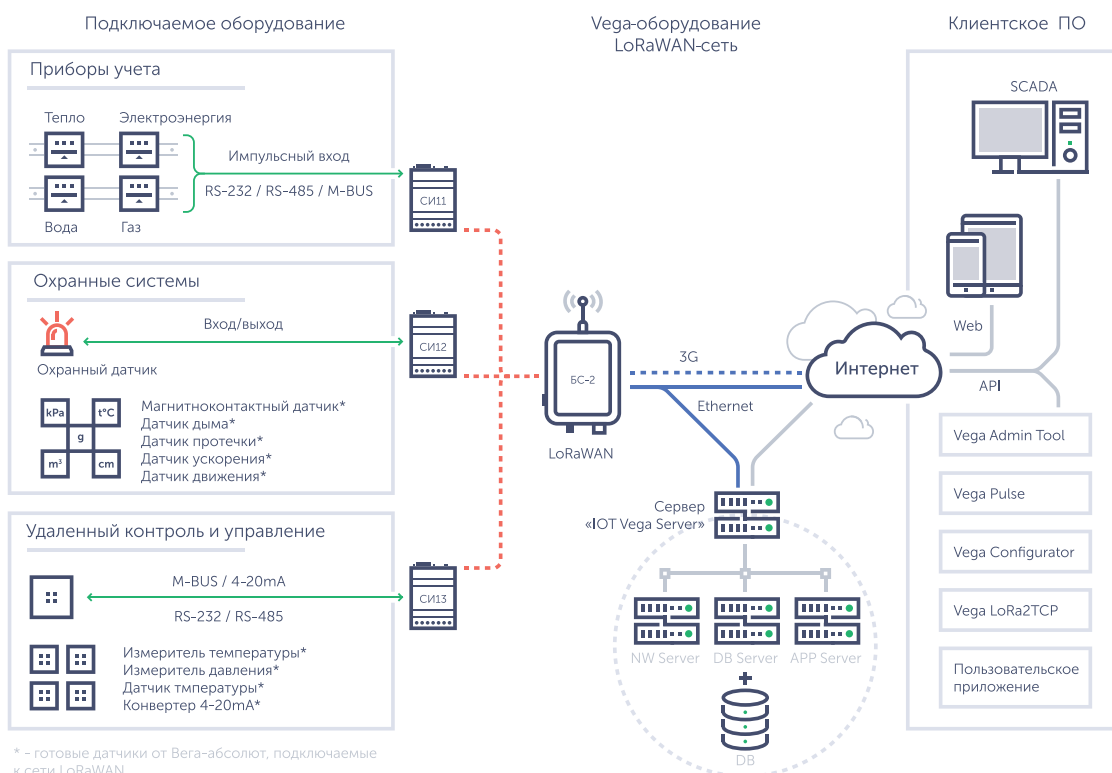 Подключаемое оборудование
Vega-оборудование
LoRaWAN-сеть
Клиентское ПО
Приборы учета
Тепло
Электроэнергия
Вода
Газ
Импульсный вход
RS-232 / RS-485 / M-BUS
СИ11
Охранные системы
Охранный датчик
Вход/выход
СИ12
kPa
t°C
g
m³
cm
Магнитноконтактный датчик*
Датчик дыма*
Датчик протечки*
Датчик ускорения*
Датчик движения*
Удаленный контроль и управление
M-BUS / 4-20mA
RS-232 / RS-485
СИ13
Измеритель температуры*
Измеритель давления*
Датчик тмпературы*
Конвертер 4-20mA*
* - готовые датчики от Вега-абсолют, подключаемые
к сети LoRaWAN
БС-2
LoRaWAN
3G
Ethernet
Интернет
Сервер
«IOT Vega Server»
NW Server
DB Server
APP Server
+
DB
SCADA
Web
API
Vega Admin Tool
Vega Pulse
Vega Configurator
Vega LoRa2TCP
Пользовательское
приложение